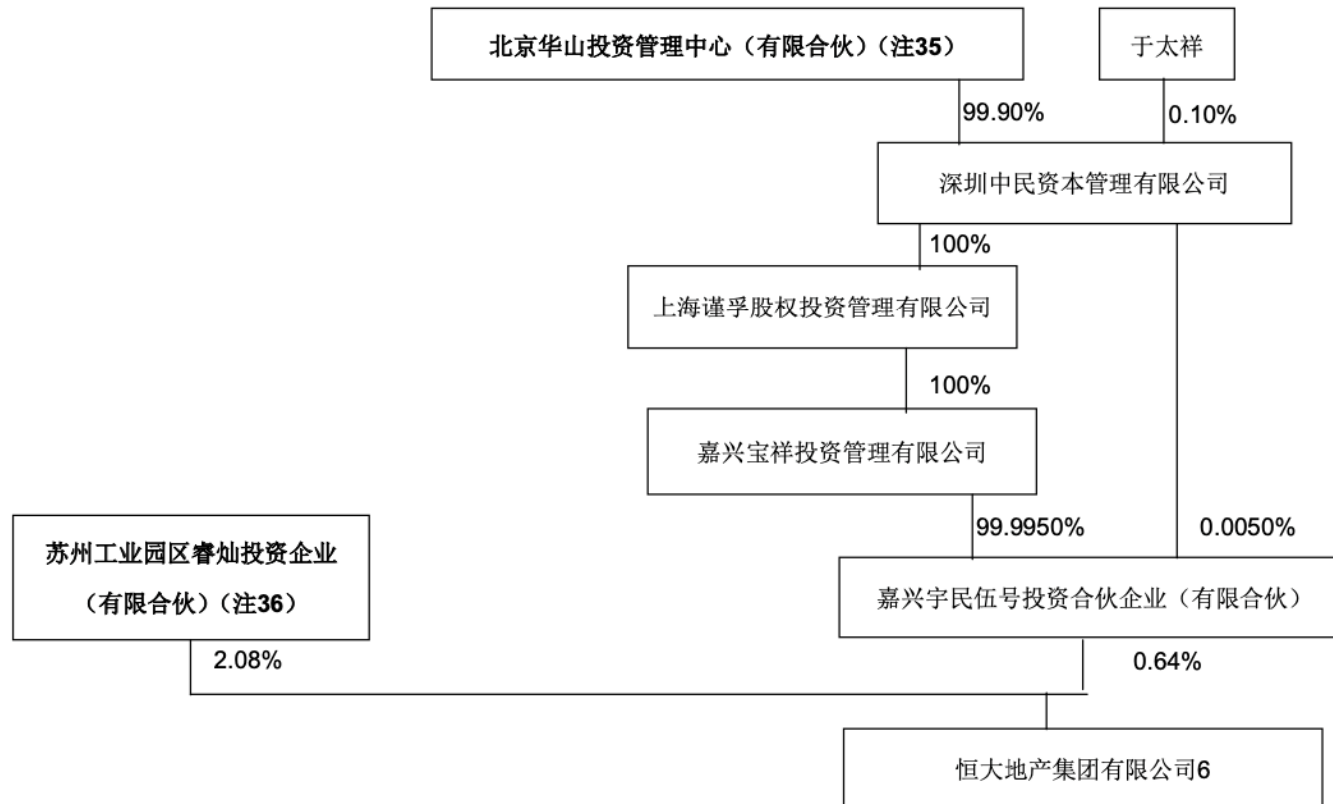 北京华山投资管理中心（有限合伙）（注35）
于太祥
99.90%
0.10%
深圳中民资本管理有限公司
100%
上海谨孚股权投资管理有限公司
100%
嘉兴宝祥投资管理有限公司
99.9950%
0.0050%
苏州工业园区睿灿投资企业
（有限合伙）（注36）
嘉兴宇民伍号投资合伙企业（有限合伙）
2.08%
0.64%
恒大地产集团有限公司6